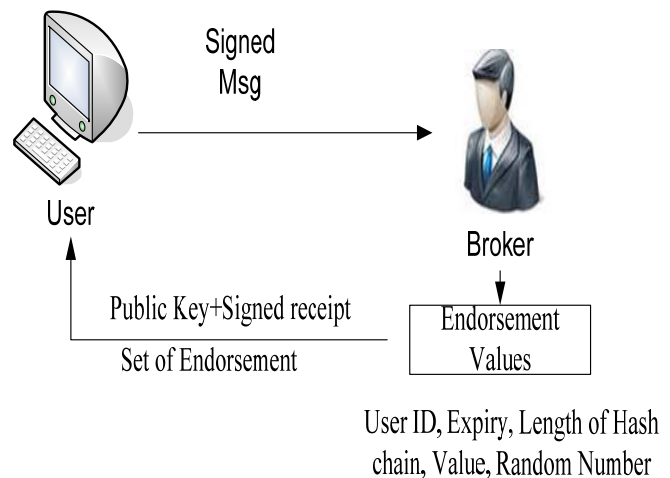 Signed
Msg
User
Broker
Public Key+Signed receipt
Set of Endorsement
Endorsement
Values
User ID, Expiry, Length of Hash
chain, Value, Random Number